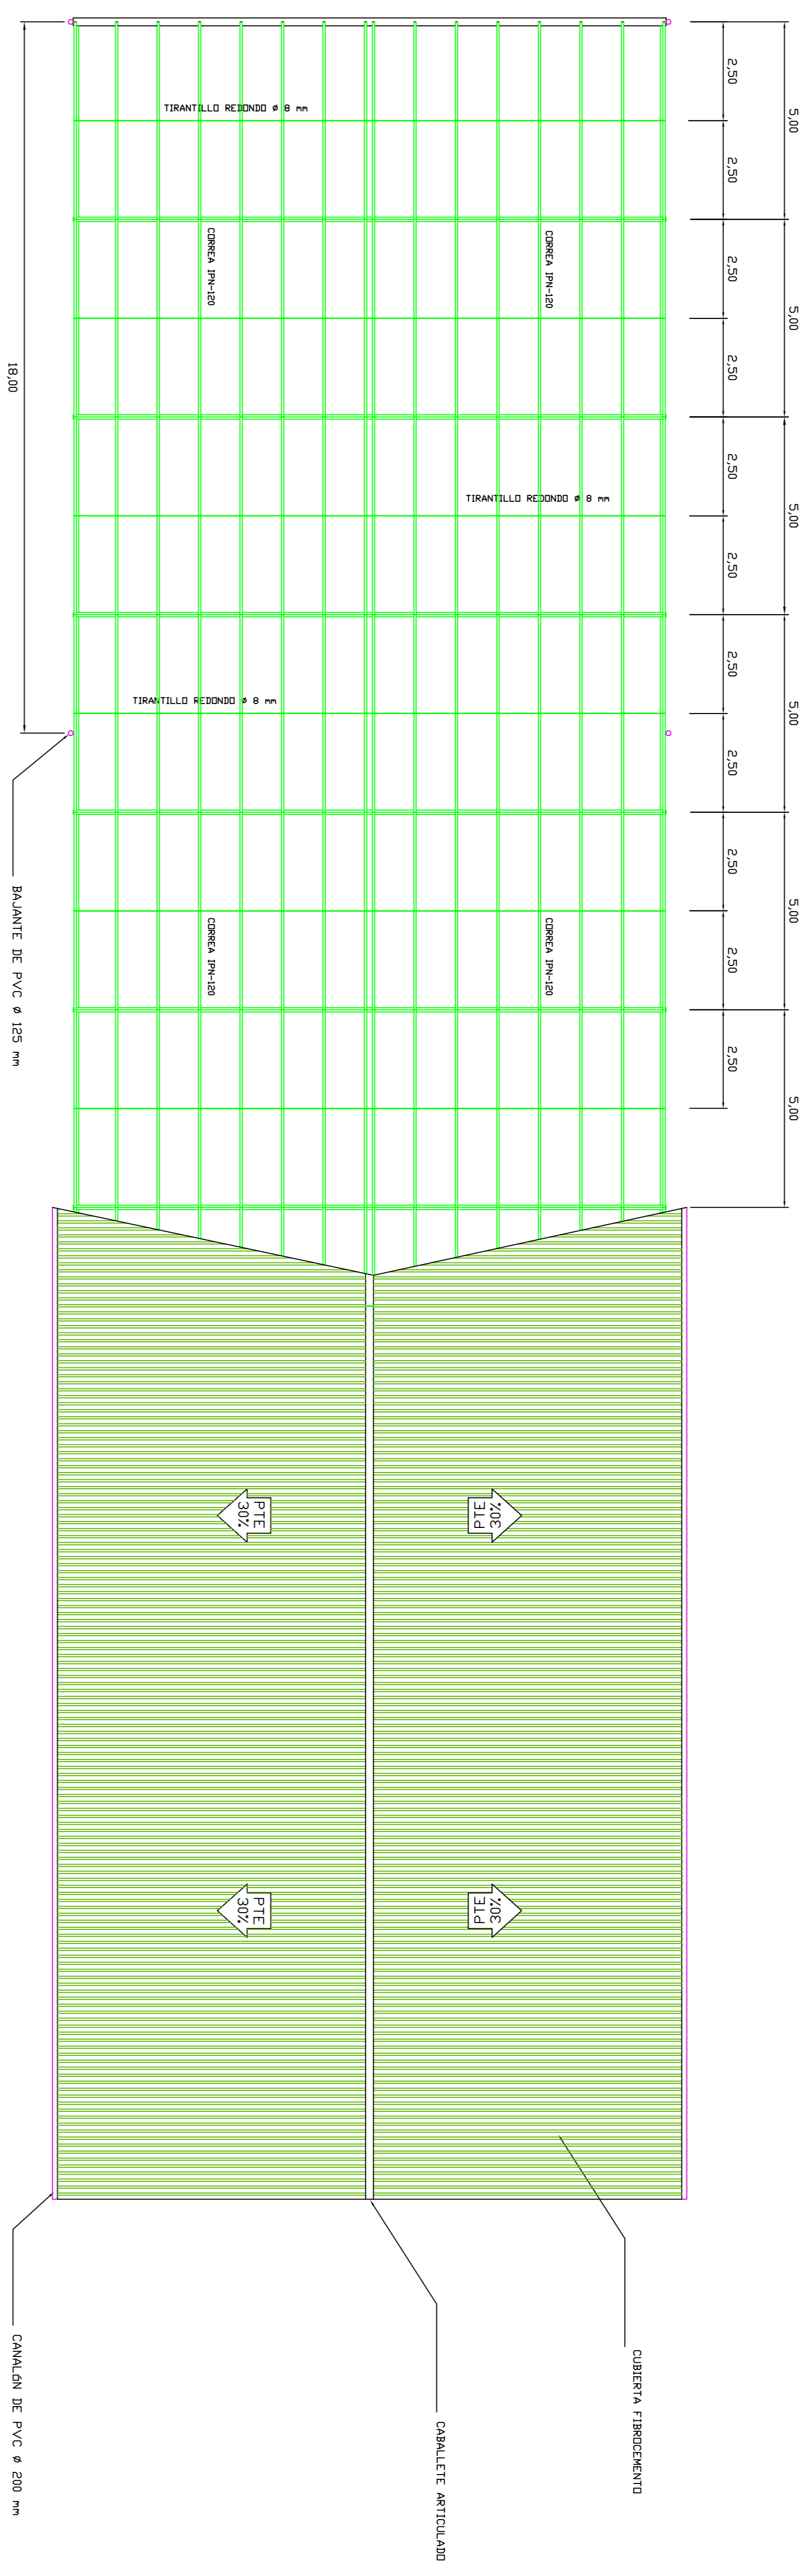 5,00
5,00
5,00
5,00
5,00
5,00
2,50
2,50
2,50
2,50
2,50
2,50
2,50
2,50
2,50
2,50
2,50
TIRANTILLO REDONDO Ø 8 mm
CORREA IPN-120
CORREA IPN-120
TIRANTILLO REDONDO Ø 8 mm
TIRANTILLO REDONDO Ø 8 mm
CORREA IPN-120
CORREA IPN-120
18,00
BAJANTE DE PVC Ø 125 mm
30%
PTE
PTE
30%
30%
PTE
PTE
30%
CUBIERTA FIBROCEMENTO
CABALLETE ARTICULADO
CANALóN DE PVC Ø 200 mm